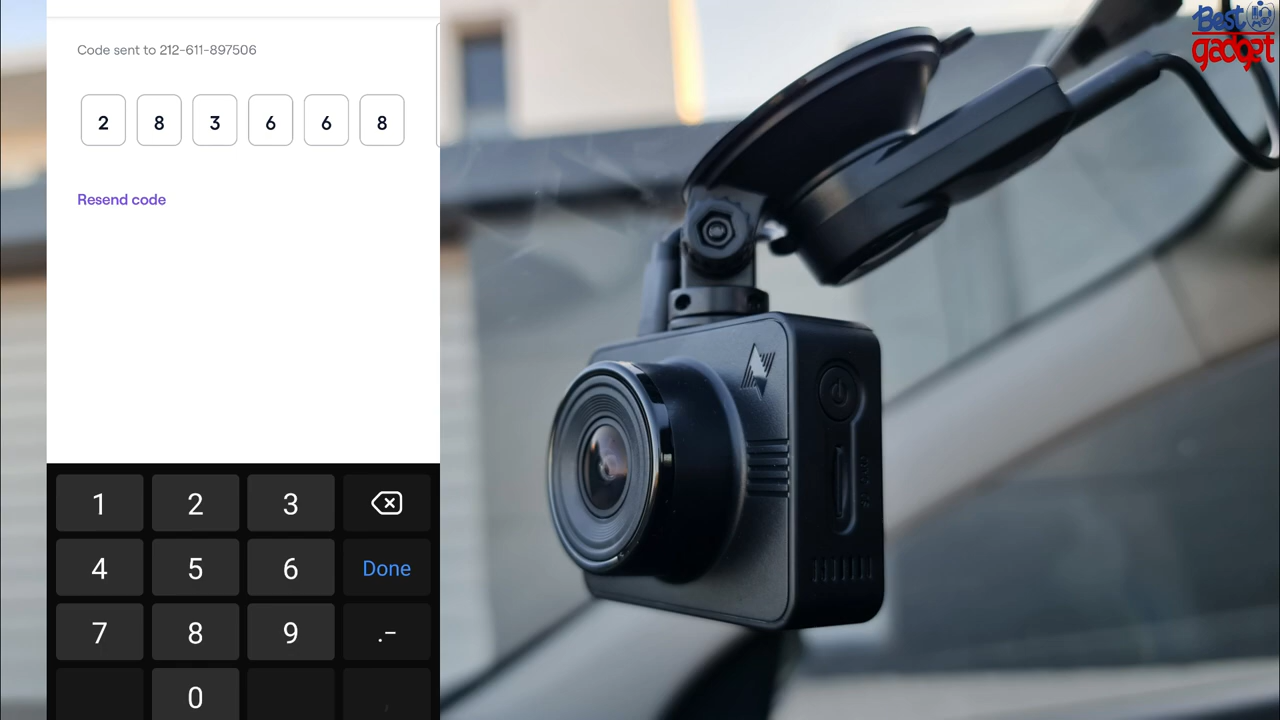 Code sent to 212-611-897506
2 8 3 6 6 8
Resend code
1 2 3
4 5 6 Done
7 8 9 .-
0 ,
Best
gadget